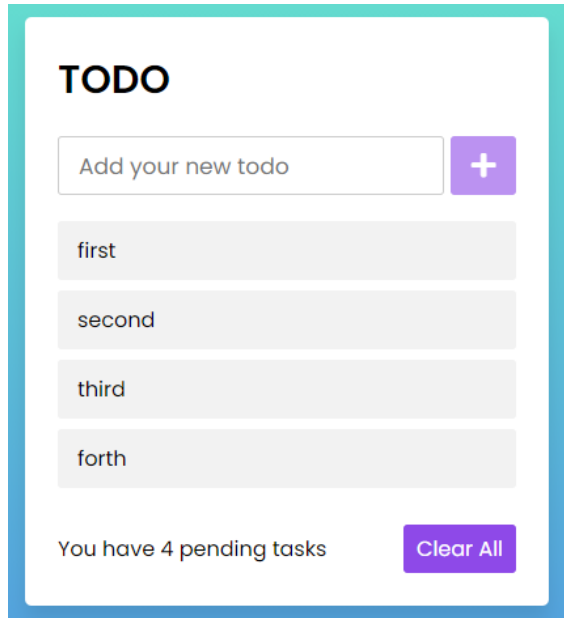 TODO
Add your new todo
+
first
second
third
forth
You have 4 pending tasks
Clear All